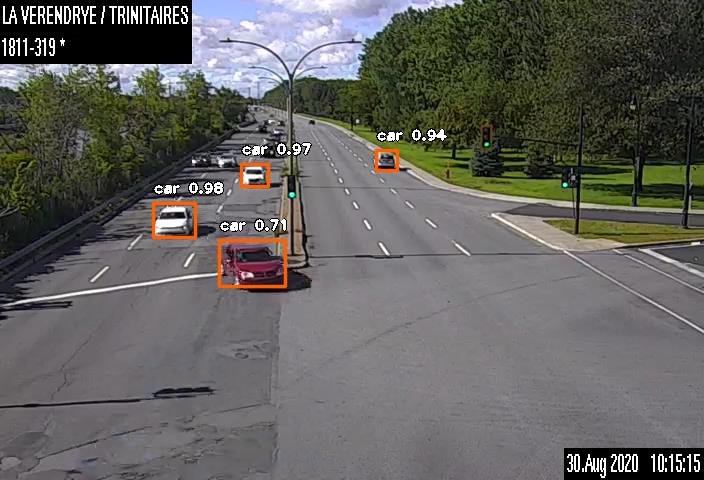 LA VERENDRYE / TRINITAIRES
1811-319 *
car 0.94
car 0.97
car 0.98
car 0.71
30.Aug 2020 10:15:15